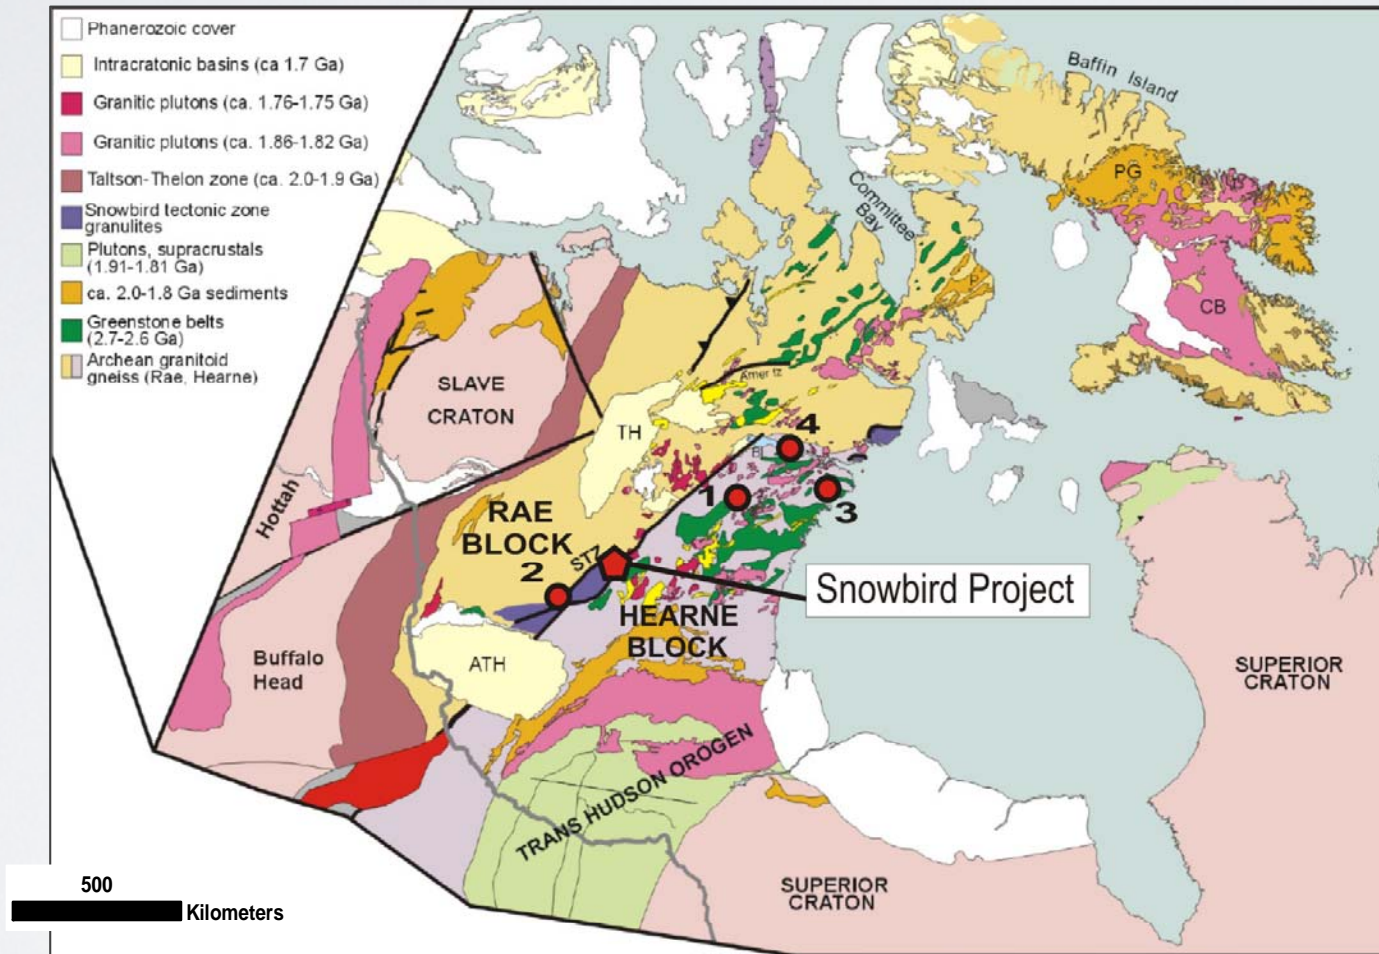 Phanerozoic cover
Intracratonic basins (ca 1.7 Ga)
Granitic plutons (ca. 1.76-1.75 Ga)
Granitic plutons (ca. 1.86-1.82 Ga)
Taltson-Thelon zone (ca. 2.0-1.9 Ga)
Snowbird tectonic zone
granulites
Plutons, supracrustals
(1.91-1.81 Ga)
ca. 2.0-1.8 Ga sediments
Greenstone belts
(2.7-2.6 Ga)
Archean granitoid
gneiss (Rae, Hearne)
Baffin Island
PG
Committee
Bay
P
CB
SLAVE
CRATON
Amer tz
TH
4
BL
Hottah
RAE
BLOCK
1
3
STZ
2
Snowbird Project
HEARNE
BLOCK
Buffalo
Head
ATH
SUPERIOR
CRATON
TRANS HUDSON OROGEN
SUPERIOR
CRATON
500
Kilometers